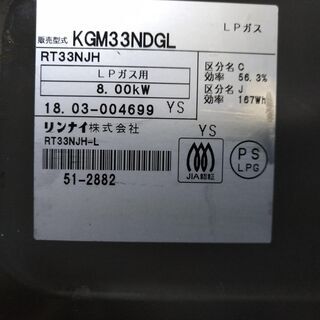 LPガス
販売型式 KGM33NDGL
RT33NJH
LPガス用
8.00kW
18.03-004699 YS
区分名 C
効率 56.3%
区分名 J
効率 167Wh
リンナイ株式会社
RT33NJH-L
YS
51-2882
JIA認証
PS
LPG